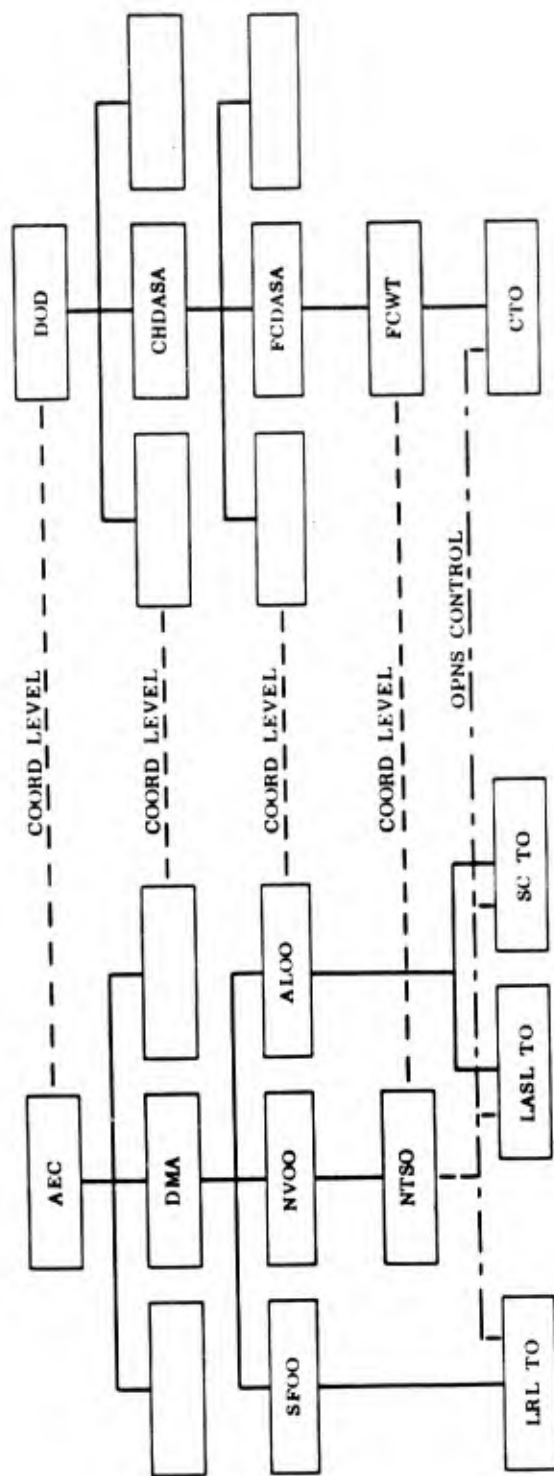 AEC
COORD LEVEL
DOD
DMA
COORD LEVEL
CHDASA
SFOO
NVOO
ALOO
COORD LEVEL
FCDASA
NTSO
COORD LEVEL
FCWT
OPNS CONTROL
LRL TO
LASL TO
SC TO
CTO